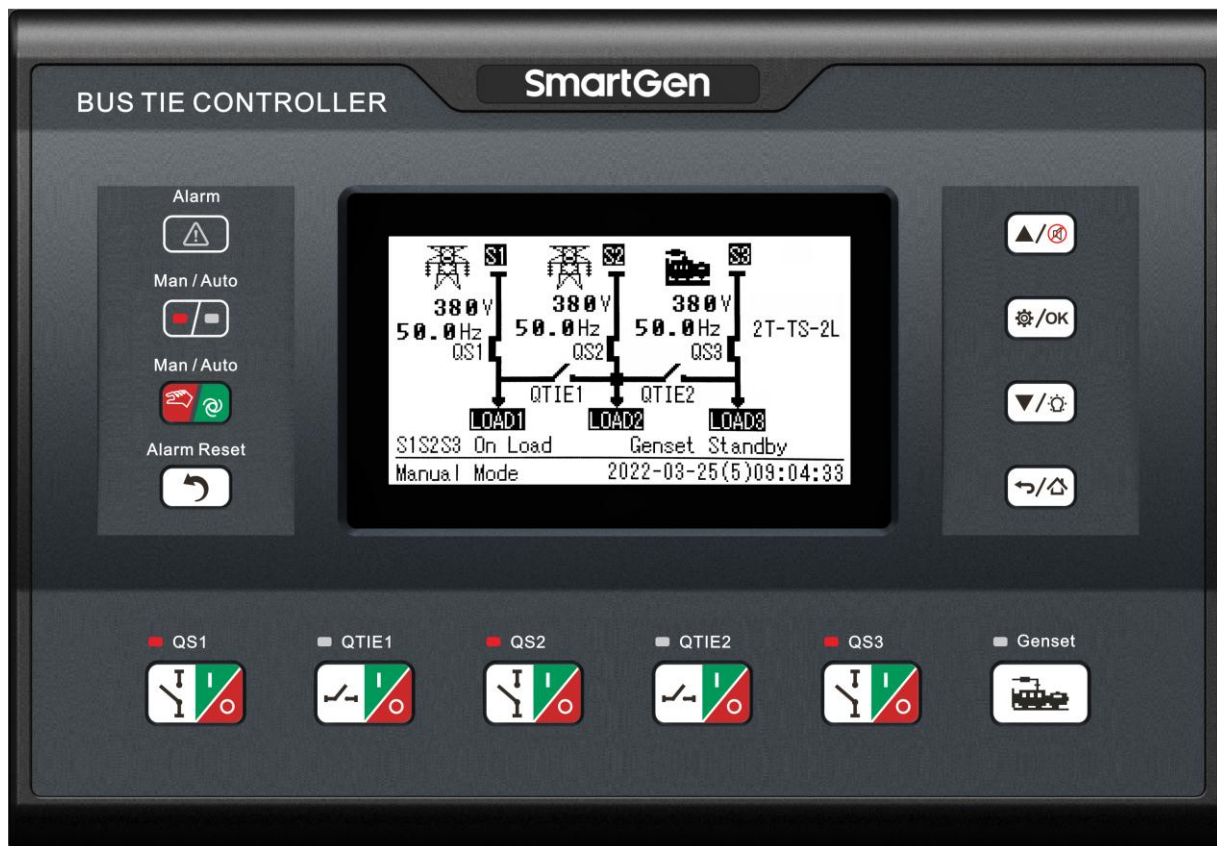 SmartGen
BUS TIE CONTROLLER
Alarm
Man / Auto
Man / Auto
Alarm Reset
S1 S2 S3
380V 380V 380V
50.0Hz 50.0Hz 50.0Hz 2T-TS-2L
QS1 QS2 QS3
QTIE1 QTIE2
LOAD1 LOAD2 LOAD3
S1S2S3 On Load Genset Standby
Manual Mode 2022-03-25(5)09:04:33
/OK
QS1 QTIE1 QS2 QTIE2 QS3 Genset